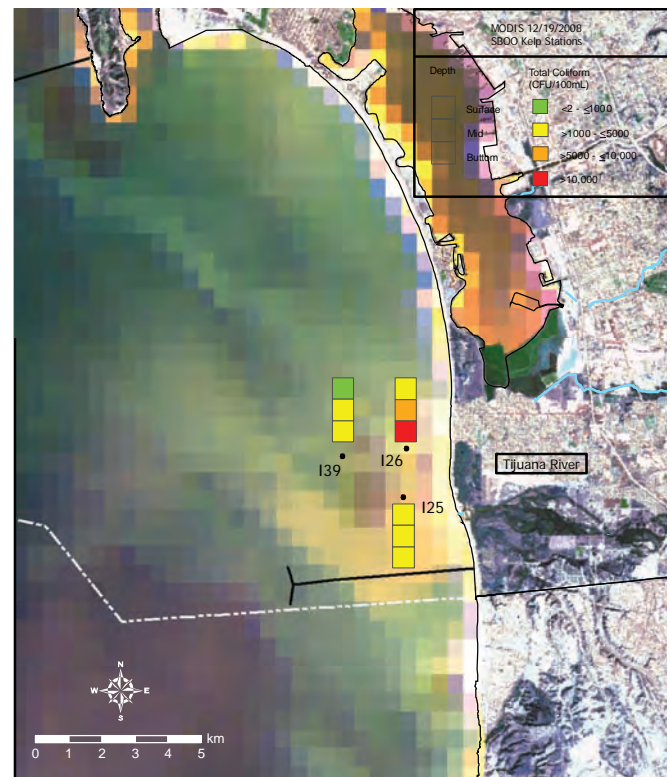 MODIS 12/19/2008
SBOO Kelp Stations
Depth
Total Coliform
(CFU/100mL)
Surface
<2 - ≤1000
Mid
>1000 - ≤5000
Buttom
>5000 - ≤10,000
>10,000
I39
I26
I25
Tijuana River
N
W E
S
km
0 1 2 3 4 5